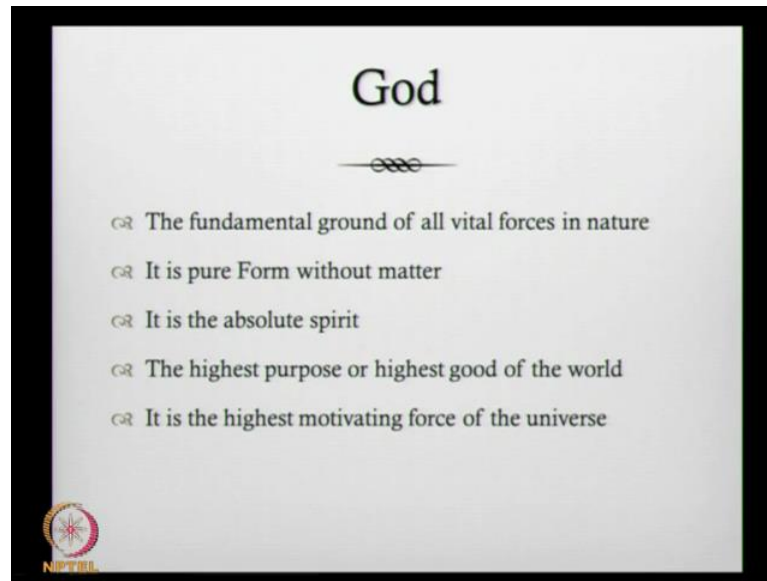 God
The fundamental ground of all vital forces in nature
It is pure Form without matter
It is the absolute spirit
The highest purpose or highest good of the world
It is the highest motivating force of the universe
NPTEL